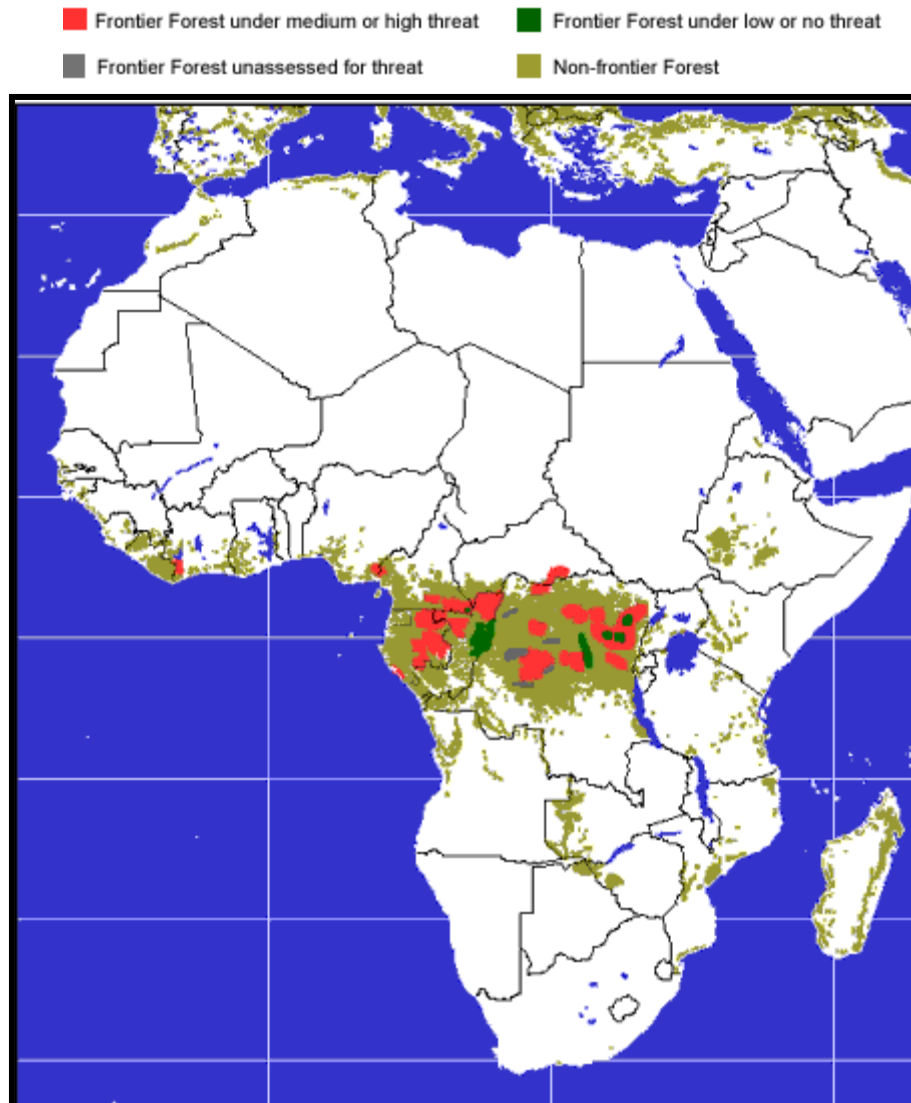 Frontier Forest under medium or high threat
Frontier Forest under low or no threat
Frontier Forest unassessed for threat
Non-frontier Forest